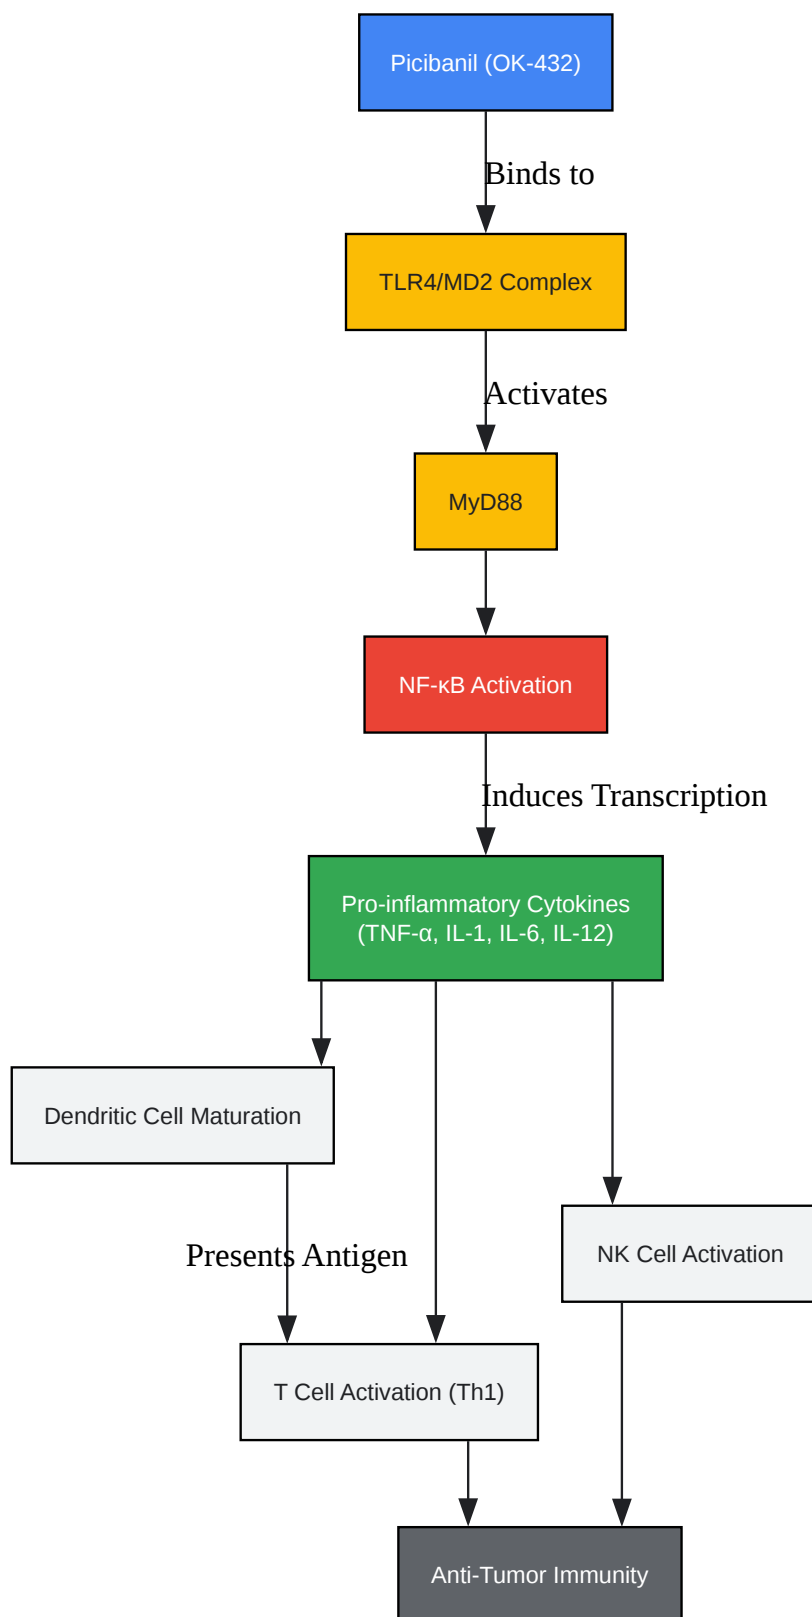 Picibanil (OK-432)
Binds to
TLR4/MD2 Complex
Activates
MyD88
NF-κB Activation
Induces Transcription
Pro-inflammatory Cytokines
(TNF-α, IL-1, IL-6, IL-12)
Dendritic Cell Maturation
Presents Antigen
NK Cell Activation
T Cell Activation (Th1)
Anti-Tumor Immunity